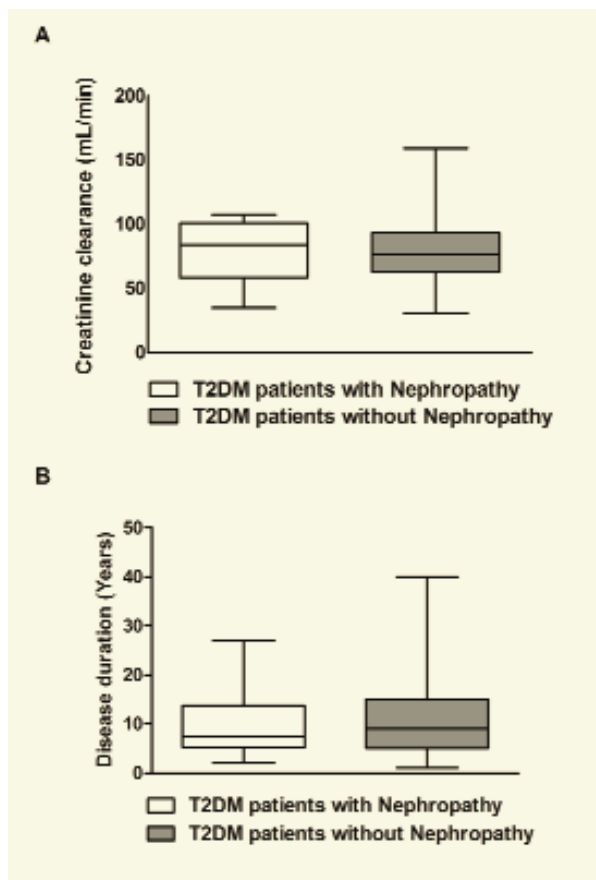 A
Creatinine clearance (mL/min)
200
150
100
50
0
T2DM patients with Nephropathy
T2DM patients without Nephropathy
B
Disease duration (Years)
50
40
30
20
10
0
T2DM patients with Nephropathy
T2DM patients without Nephropathy